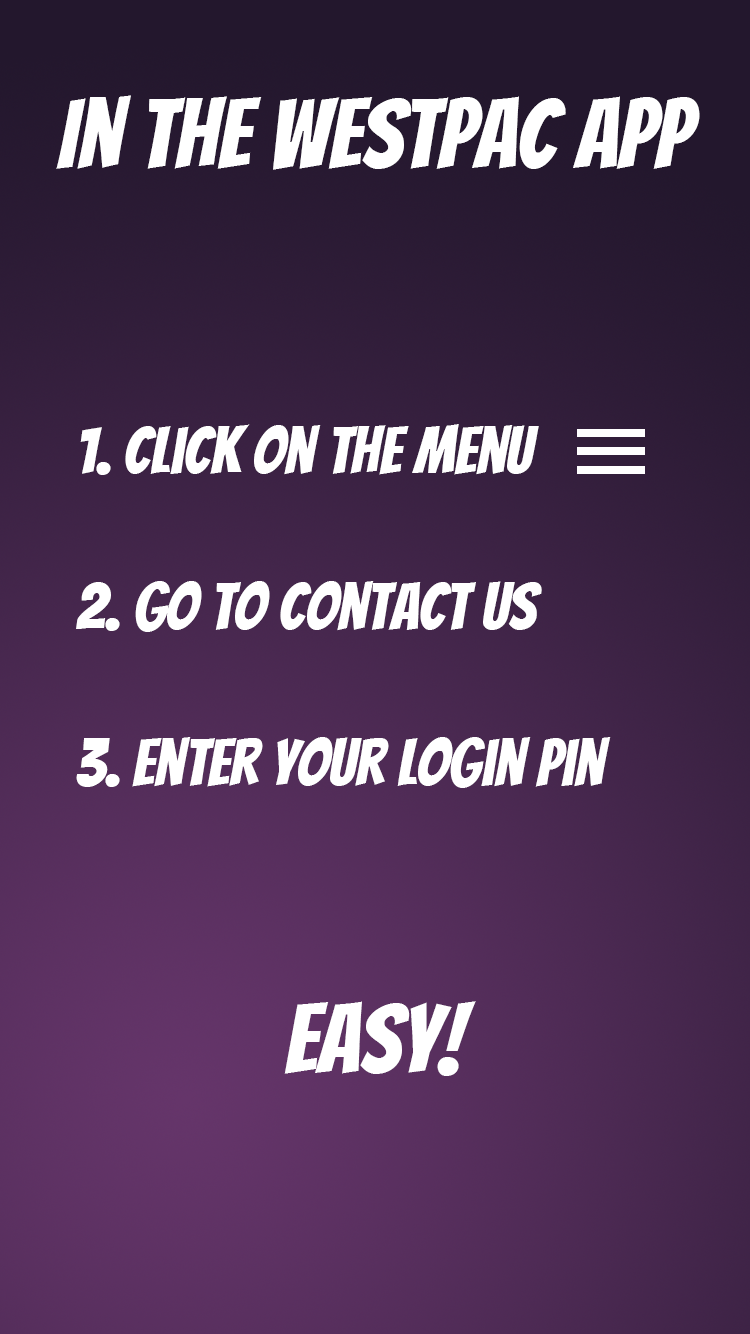 IN THE WESTPAC APP
1. CLICK ON THE MENU
2. GO TO CONTACT US
3. ENTER YOUR LOGIN PIN
EASY!